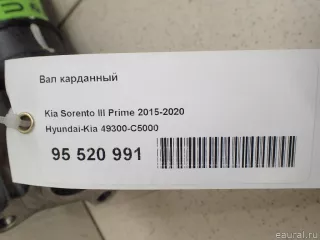 Вал карданный
Kia Sorento III Prime 2015-2020
Hyundai-Kia 49300-C5000
95 520 991
eaural.ru